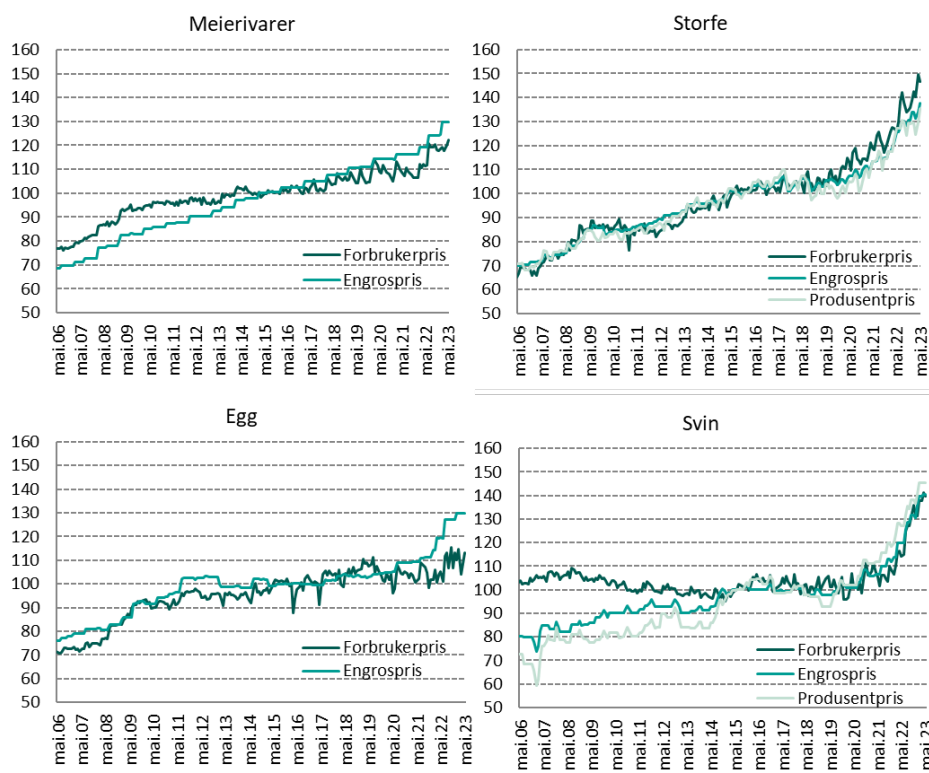 Meierivarer
160
150
140
130
120
110
100
90
80
70
60
50
Forbrukerpris
Engrospris
mai.06
mai.07
mai.08
mai.09
mai.10
mai.11
mai.12
mai.13
mai.14
mai.15
mai.16
mai.17
mai.18
mai.19
mai.20
mai.21
mai.22
mai.23
Storfe
160
150
140
130
120
110
100
90
80
70
60
50
Forbrukerpris
Engrospris
Produsentpris
mai.06
mai.07
mai.08
mai.09
mai.10
mai.11
mai.12
mai.13
mai.14
mai.15
mai.16
mai.17
mai.18
mai.19
mai.20
mai.21
mai.22
mai.23
Egg
160
150
140
130
120
110
100
90
80
70
60
50
Forbrukerpris
Engrospris
mai.06
mai.07
mai.08
mai.09
mai.10
mai.11
mai.12
mai.13
mai.14
mai.15
mai.16
mai.17
mai.18
mai.19
mai.20
mai.21
mai.22
mai.23
Svin
160
150
140
130
120
110
100
90
80
70
60
50
Forbrukerpris
Engrospris
Produsentpris
mai.06
mai.07
mai.08
mai.09
mai.10
mai.11
mai.12
mai.13
mai.14
mai.15
mai.16
mai.17
mai.18
mai.19
mai.20
mai.21
mai.22
mai.23